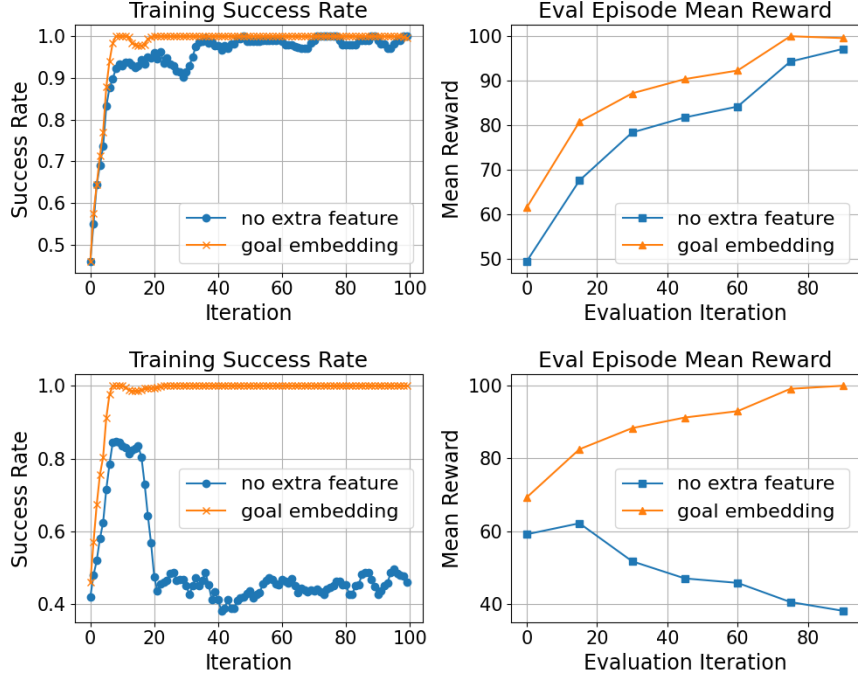 Training Success Rate
Success Rate
1.0
0.9
0.8
0.7
0.6
0.5
no extra feature
goal embedding
0 20 40 60 80 100
Iteration
Eval Episode Mean Reward
Mean Reward
100
90
80
70
60
50
no extra feature
goal embedding
0 20 40 60 80
Evaluation Iteration
Training Success Rate
Success Rate
1.0
0.8
0.6
0.4
no extra feature
goal embedding
0 20 40 60 80 100
Iteration
Eval Episode Mean Reward
Mean Reward
100
80
60
40
no extra feature
goal embedding
0 20 40 60 80
Evaluation Iteration